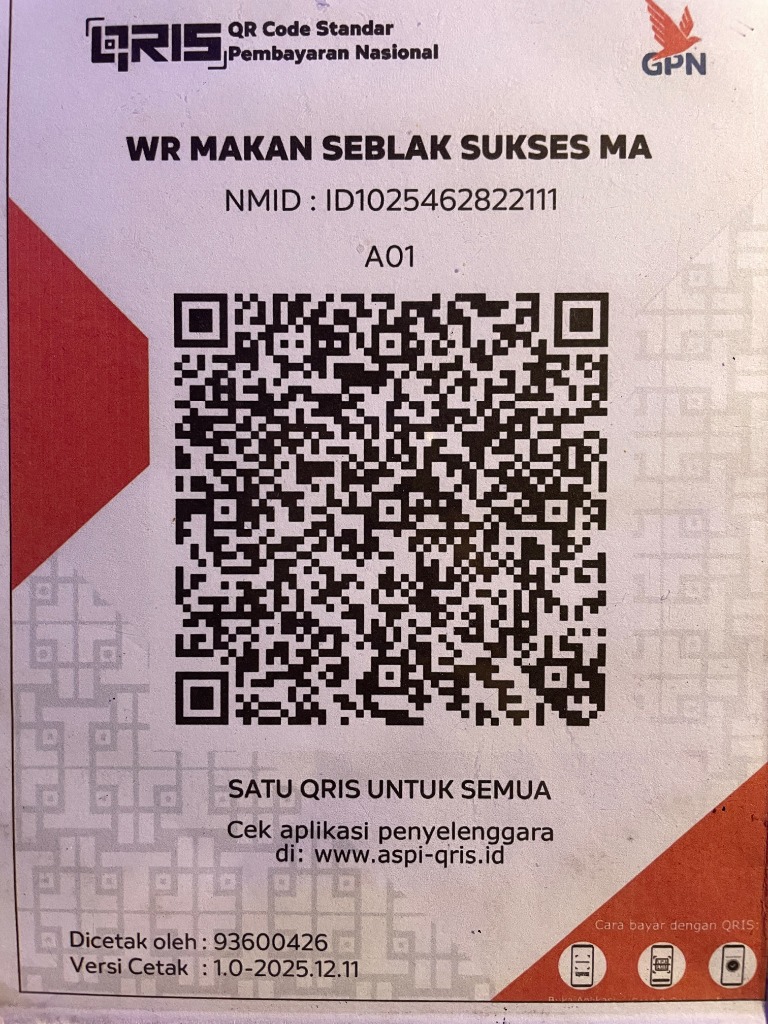 QRIS
QR Code Standar
Pembayaran Nasional
GPN
WR MAKAN SEBLAK SUKSES MA
NMID : ID1025462822111
A01
SATU QRIS UNTUK SEMUA
Cek aplikasi penyelenggara
di: www.aspi-qris.id
Dicetak oleh : 93600426
Versi Cetak : 1.0-2025.12.11
Cara bayar dengan QRIS: